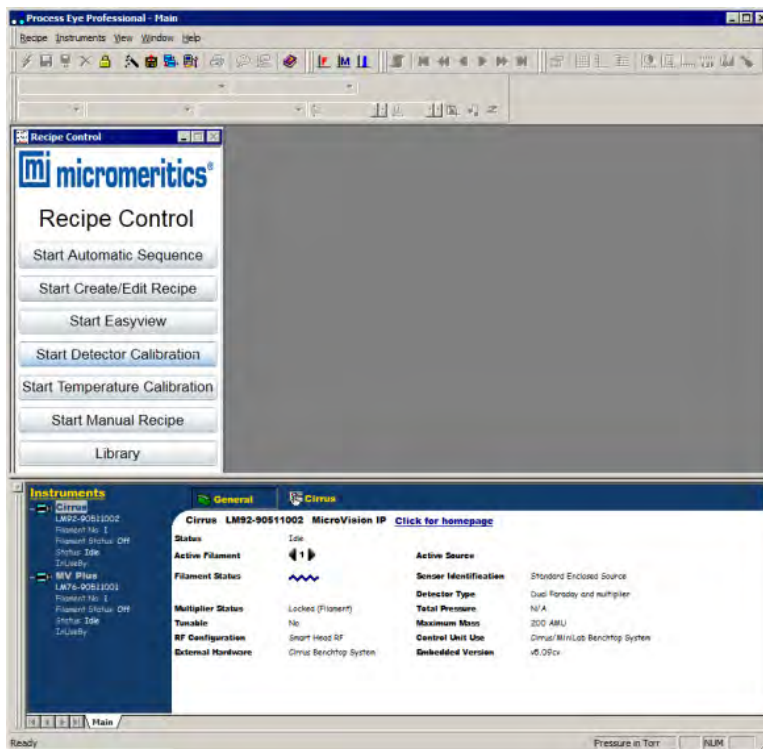 Process Eye Professional - Main
Recipe Instruments View Window Help
Recipe Control
mi micromeritics®
Recipe Control
Start Automatic Sequence
Start Create/Edit Recipe
Start Easyview
Start Detector Calibration
Start Temperature Calibration
Start Manual Recipe
Library
Instruments
Cirrus
LM92-90511002
Filament No 1
Filament Status Off
Status Idle
InUseBy
MV Plus
LM76-90511001
Filament No 1
Filament Status Off
Status Idle
InUseBy
General Cirrus
Cirrus LM92-90511002 MicroVision IP Click for homepage
Status Idle
Active Filament 1 Active Source
Filament Status Sensor Identification Standard Enclosed Source
Detector Type Dual Faraday and multiplier
Multiplier Status Locked (Filament) Total Pressure N/A
Tunable No Maximum Mass 200 AMU
RF Configuration Smart Head RF Control Unit Use Cirrus/MiniLab Benchtop System
External Hardware Cirrus Benchtop System Embedded Version v5.09cv
Main
Ready Pressure in Torr NUM